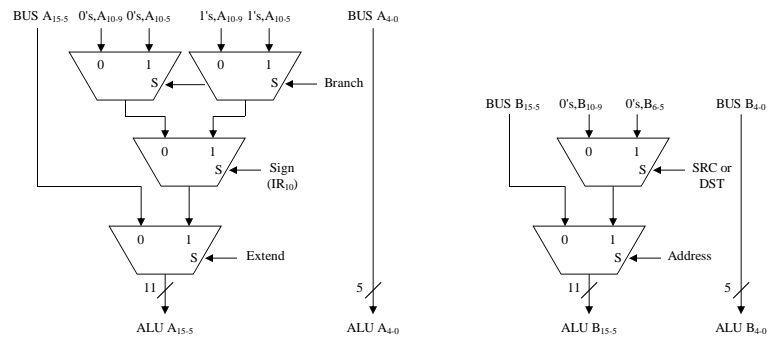 BUS A15-5 0's,A10-9 0's,A10-5 1's,A10-9 1's,A10-5 BUS A4-0
0 1 0 1
S S Branch
BUS B15-5 0's,B10-9 0's,B6-5 BUS B4-0
0 1 0 1
S Sign S SRC or
(IR10) DST
0 1 0 1
S Extend S Address
11 5 11 5
ALU A15-5 ALU A4-0 ALU B15-5 ALU B4-0